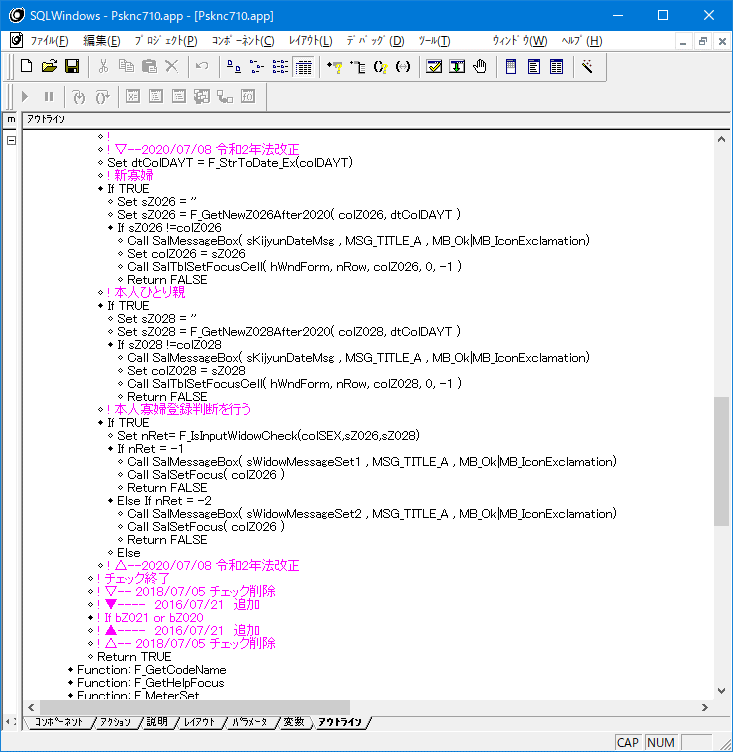 SQLWindows - Psknc710.app - [Psknc710.app]
ファイル(F) 編集(E) プロジェクト(P) コンポーネント(C) レイアウト(L) デバッグ(D) ツール(T) ウィンドウ(W) ヘルプ(H)
m アウトライン
!
! ▽--2020/07/08 令和2年法改正
Set dtColDAYT = F_StrToDate_Ex(colDAYT)
! 新寡婦
If TRUE
Set sZ026 = ''
Set sZ026 = F_GetNewZ026After2020( colZ026, dtColDAYT )
If sZ026 !=colZ026
Call SalMessageBox( sKijyunDateMsg , MSG_TITLE_A , MB_Ok|MB_IconExclamation)
Set colZ026 = sZ026
Call SalTblSetFocusCell( hWndForm, nRow, colZ026, 0, -1 )
Return FALSE
! 本人ひとり親
If TRUE
Set sZ028 = ''
Set sZ028 = F_GetNewZ028After2020( colZ028, dtColDAYT )
If sZ028 !=colZ028
Call SalMessageBox( sKijyunDateMsg , MSG_TITLE_A , MB_Ok|MB_IconExclamation)
Set colZ028 = sZ028
Call SalTblSetFocusCell( hWndForm, nRow, colZ028, 0, -1 )
Return FALSE
! 本人寡婦登録判断を行う
If TRUE
Set nRet= F_IsInputWidowCheck(colSEX,sZ026,sZ028)
If nRet = -1
Call SalMessageBox( sWidowMessageSet1 , MSG_TITLE_A , MB_Ok|MB_IconExclamation)
Call SalSetFocus( colZ026 )
Return FALSE
Else If nRet = -2
Call SalMessageBox( sWidowMessageSet2 , MSG_TITLE_A , MB_Ok|MB_IconExclamation)
Call SalSetFocus( colZ026 )
Return FALSE
Else
! △--2020/07/08 令和2年法改正
! チェック終了
! ▽-- 2018/07/05 チェック削除
! ▼---- 2016/07/21 追加
! If bZ021 or bZ020
! ▲---- 2016/07/21 追加
! △-- 2018/07/05 チェック削除
Return TRUE
Function: F_GetCodeName
Function: F_GetHelpFocus
Function: F_MeterSet
コンポーネント アクション 説明 レイアウト パラメータ 変数 アウトライン
CAP NUM